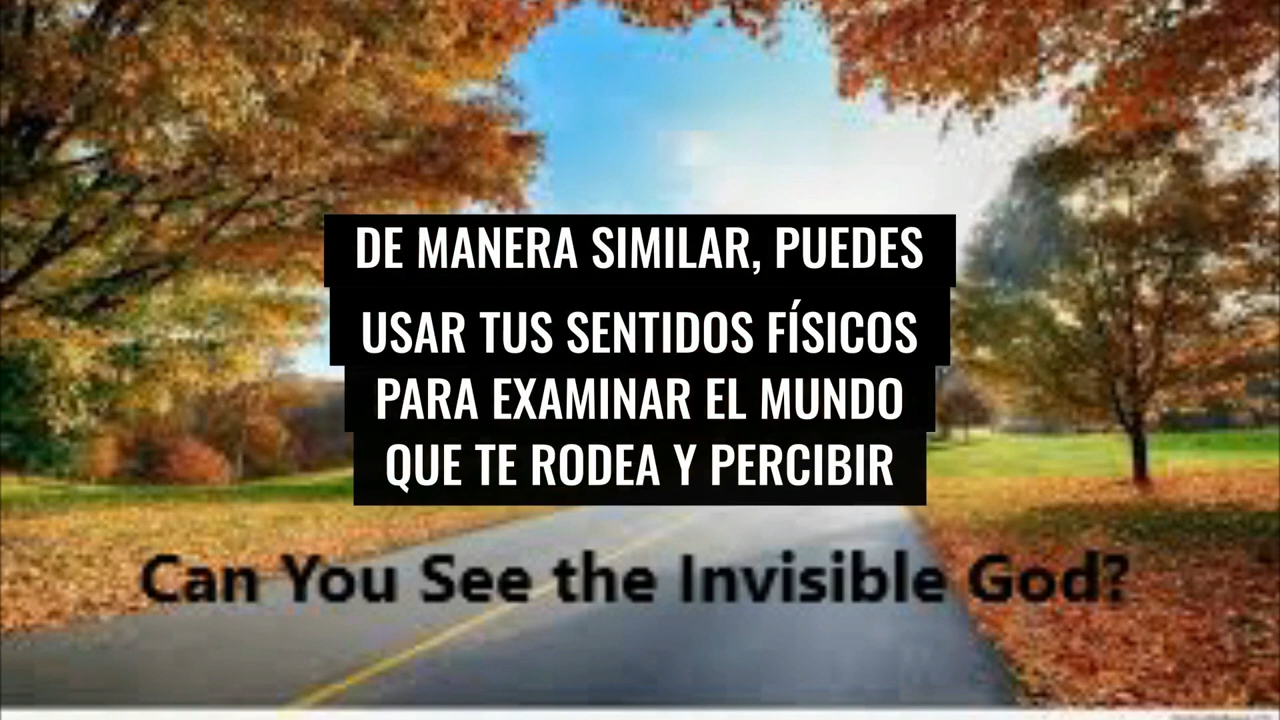 DE MANERA SIMILAR, PUEDES
USAR TUS SENTIDOS FÍSICOS
PARA EXAMINAR EL MUNDO
QUE TE RODEA Y PERCIBIR
Can You See the Invisible God?